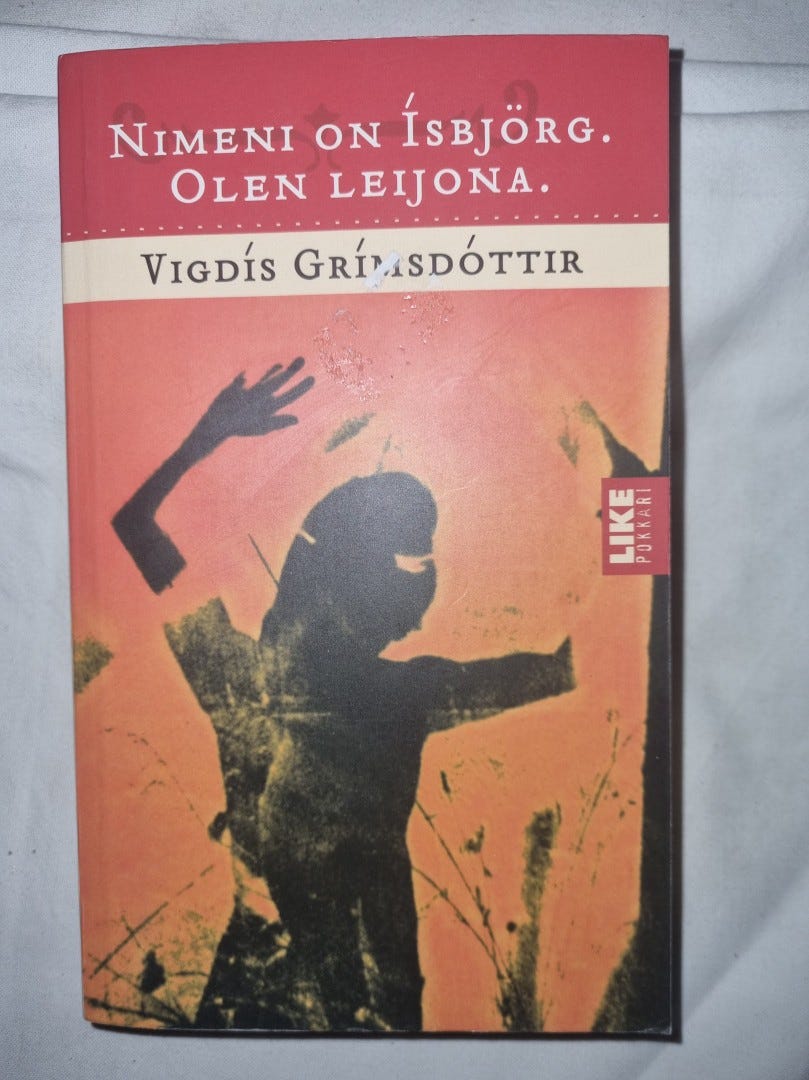 Nimeni on Ísbjörg.
Olen leijona.
Vigdís Grímsdóttir
LIKE
POKKARI